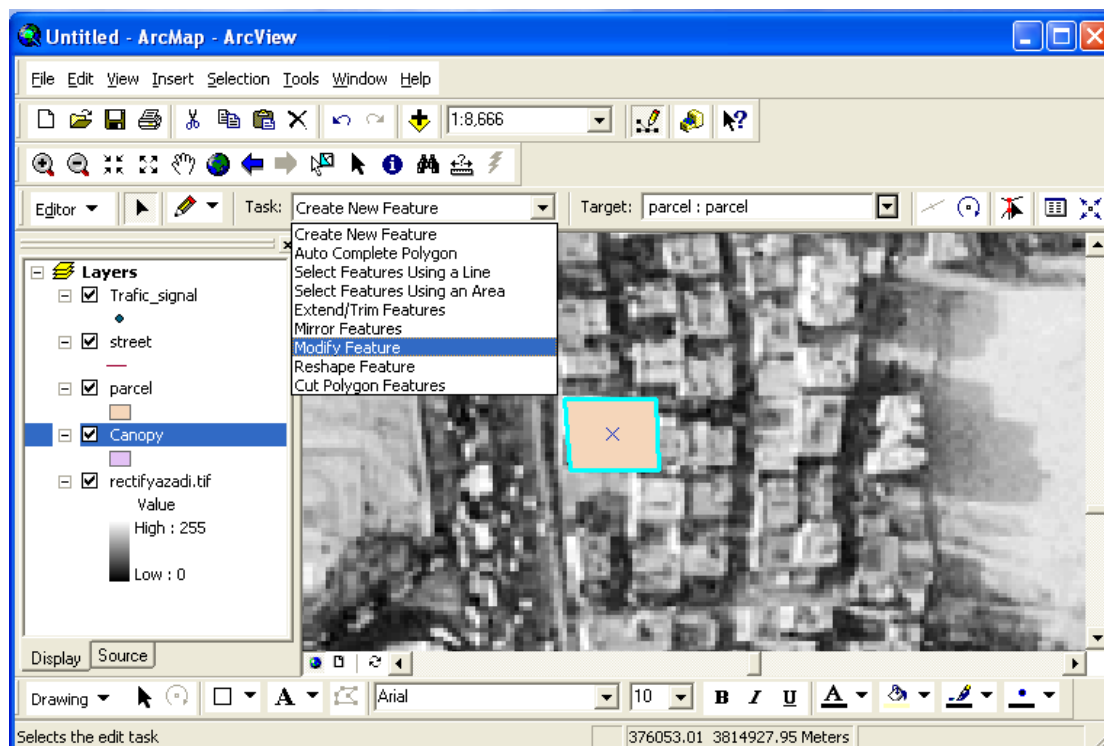 Untitled - ArcMap - ArcView
File Edit View Insert Selection Tools Window Help
1:8,666
Editor Task: Create New Feature Target: parcel : parcel
Create New Feature
Auto Complete Polygon
Select Features Using a Line
Select Features Using an Area
Extend/Trim Features
Mirror Features
Modify Feature
Reshape Feature
Cut Polygon Features
Layers
Trafic_signal
street
parcel
Canopy
rectifyazadi.tif
Value
High : 255
Low : 0
Display Source
Drawing A Arial 10 B I U A
Selects the edit task 376053.01 3814927.95 Meters